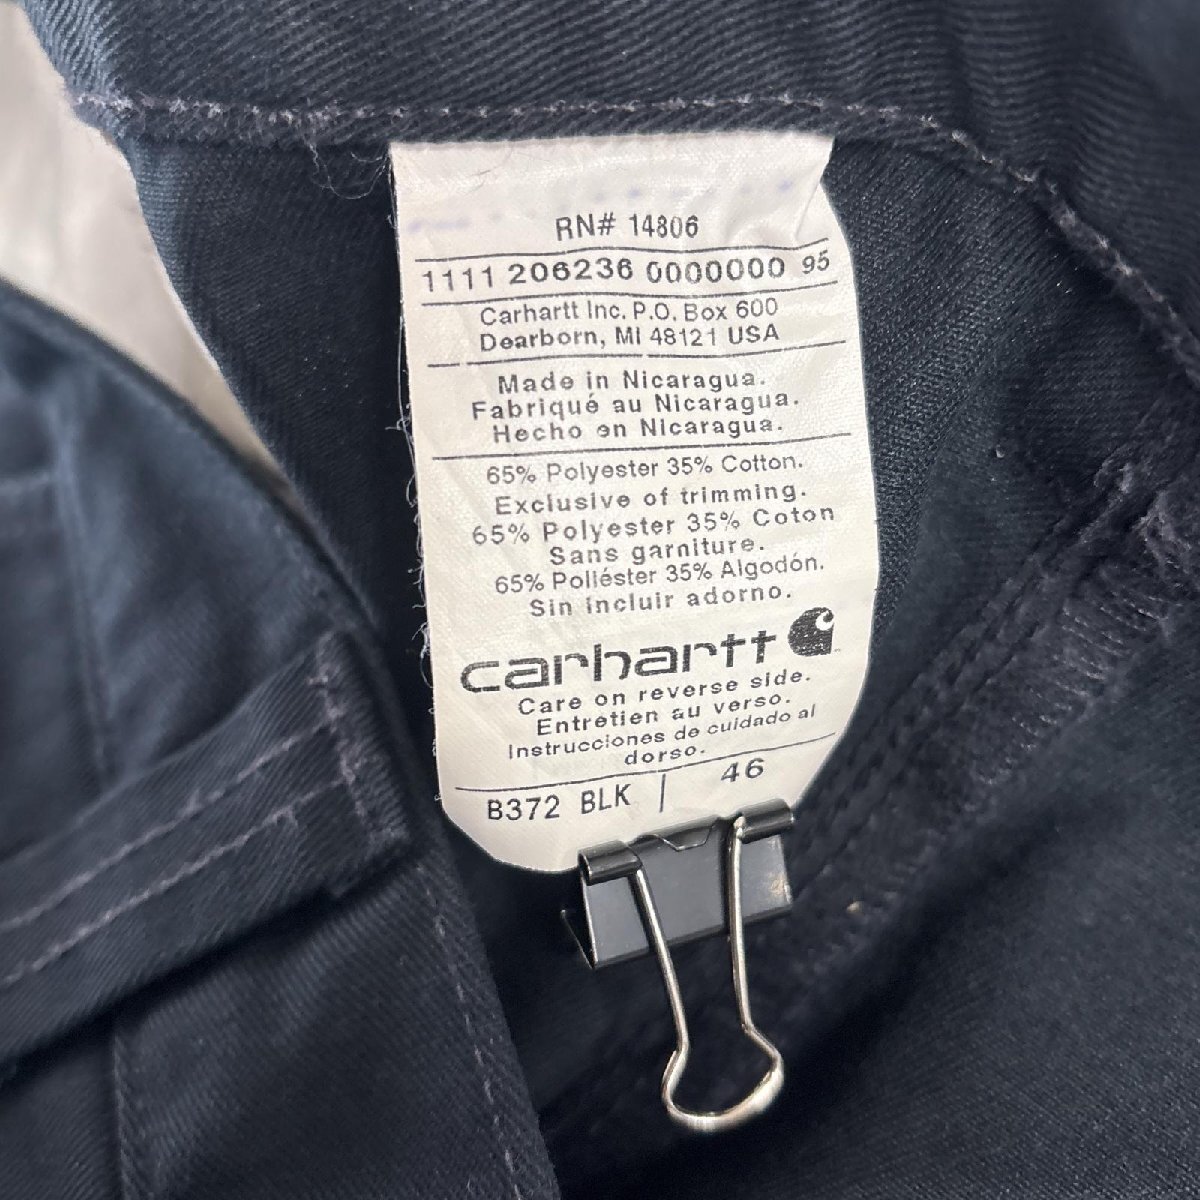 RN# 14806
1111 206236 0000000 95
Carhartt Inc. P.O. Box 600
Dearborn, MI 48121 USA
Made in Nicaragua.
Fabriqué au Nicaragua.
Hecho en Nicaragua.
65% Polyester 35% Cotton.
Exclusive of trimming.
65% Polyester 35% Coton
Sans garniture.
65% Poliéster 35% Algodón.
Sin incluir adorno.
carhartt
Care on reverse side.
Entretien au verso.
Instrucciones de cuidado al
dorso.
B372 BLK | 46